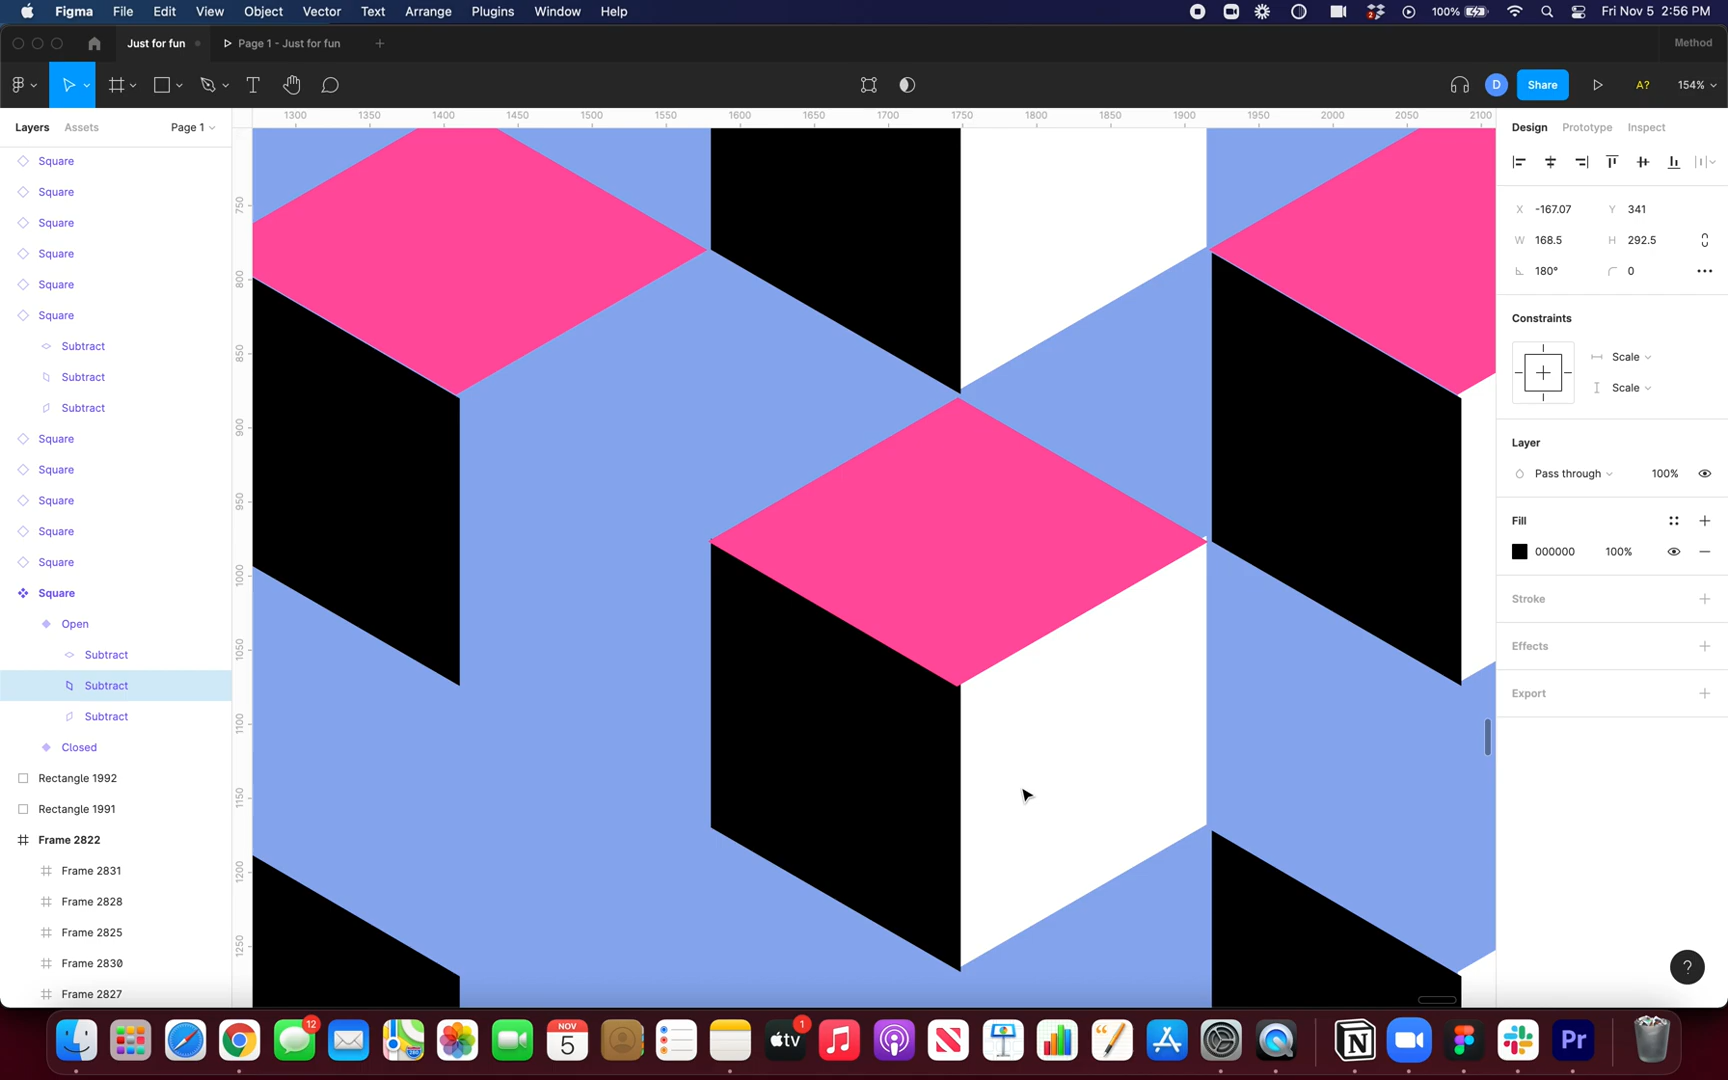 Figma File Edit View Object Vector Text Arrange Plugins Window Help
2 100% Fri Nov 5 2:56 PM
Just for fun Page 1 - Just for fun Method
D Share A? 154%
Layers Assets Page 1
1300 1350 1400 1450 1500 1550 1600 1650 1700 1750 1800 1850 1900 1950 2000 2050 2100
750
800
850
900
950
1000
1050
1100
1150
1200
1250
Square
Square
Square
Square
Square
Square
Subtract
Subtract
Subtract
Square
Square
Square
Square
Square
Square
Open
Subtract
Subtract
Subtract
Closed
Rectangle 1992
Rectangle 1991
Frame 2822
Frame 2831
Frame 2828
Frame 2825
Frame 2830
Frame 2827
Design Prototype Inspect
X -167.07 Y 341
W 168.5 H 292.5
180° 0
Constraints
Scale
Scale
Layer
Pass through 100%
Fill
000000 100%
Stroke
Effects
Export
?
12
NOV
5
280
tv
1
N
Pr